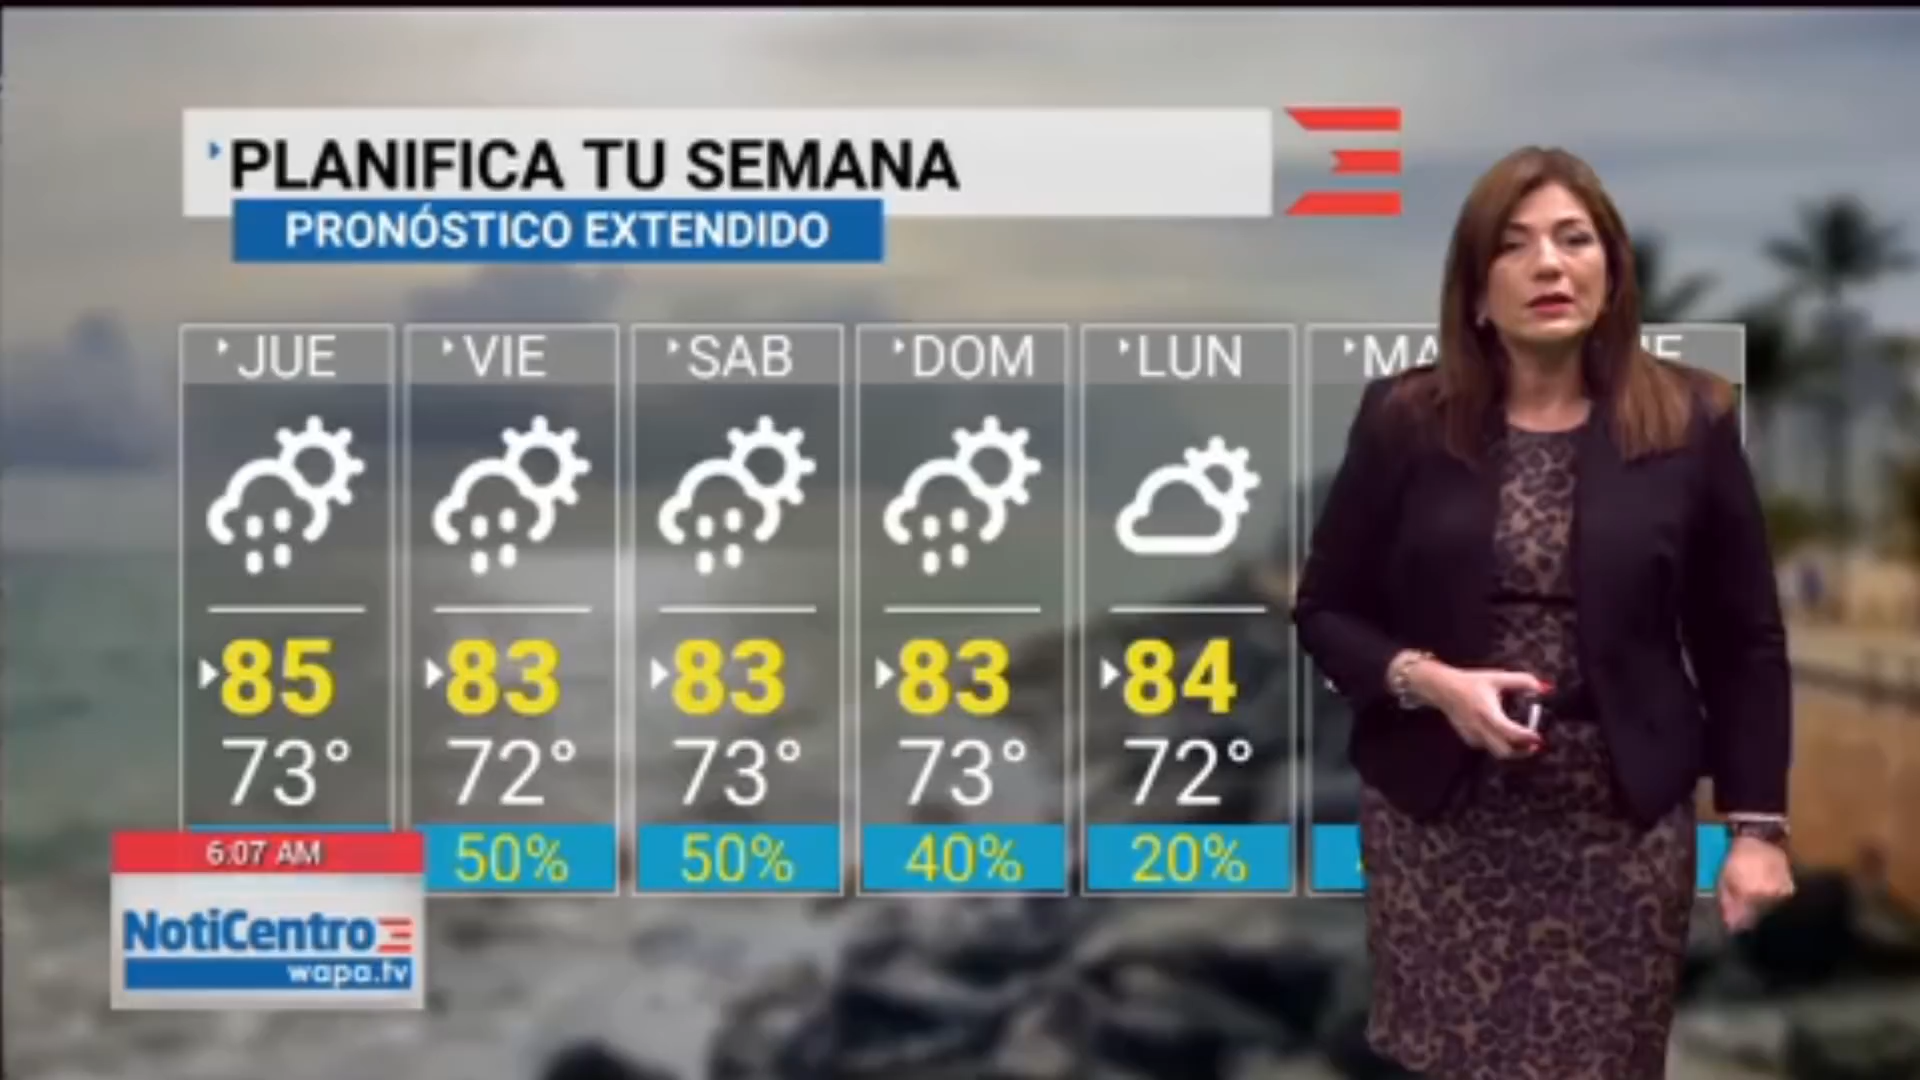 PLANIFICA TU SEMANA
PRONÓSTICO EXTENDIDO
JUE VIE SAB DOM LUN
85 83 83 83 84
73° 72° 73° 73° 72°
50% 50% 40% 20%
6:07 AM
NotiCentro
wapa.tv